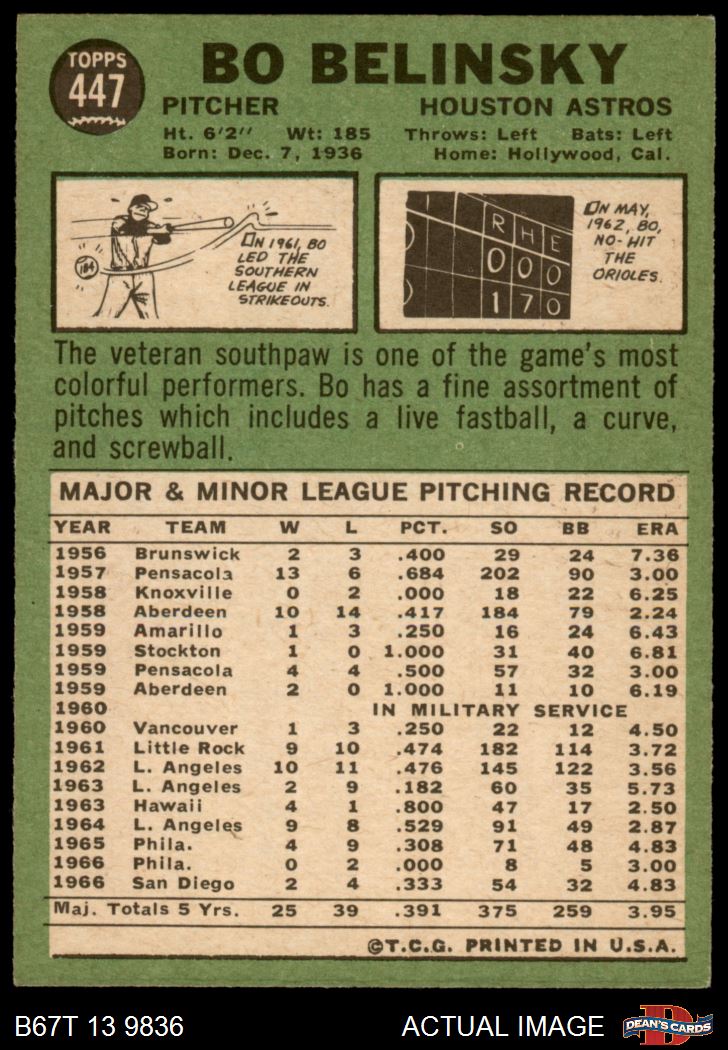 TOPPS
447
BO BELINSKY
PITCHER HOUSTON ASTROS
Ht. 6'2" Wt: 185 Throws: Left Bats: Left
Born: Dec. 7, 1936 Home: Hollywood, Cal.
184
IN 1961, BO
LED THE
SOUTHERN
LEAGUE IN
STRIKEOUTS.
R H E
0 0 0
1 7 0
ON MAY,
1962, BO,
NO-HIT
THE
ORIOLES.
The veteran southpaw is one of the game's most
colorful performers. Bo has a fine assortment of
pitches which includes a live fastball, a curve,
and screwball.
MAJOR & MINOR LEAGUE PITCHING RECORD
YEAR TEAM W L PCT. SO BB ERA
1956 Brunswick 2 3 .400 29 24 7.36
1957 Pensacola 13 6 .684 202 90 3.00
1958 Knoxville 0 2 .000 18 22 6.25
1958 Aberdeen 10 14 .417 184 79 2.24
1959 Amarillo 1 3 .250 16 24 6.43
1959 Stockton 1 0 1.000 31 40 6.81
1959 Pensacola 4 4 .500 57 32 3.00
1959 Aberdeen 2 0 1.000 11 10 6.19
1960 IN MILITARY SERVICE
1960 Vancouver 1 3 .250 22 12 4.50
1961 Little Rock 9 10 .474 182 114 3.72
1962 L. Angeles 10 11 .476 145 122 3.56
1963 L. Angeles 2 9 .182 60 35 5.73
1963 Hawaii 4 1 .800 47 17 2.50
1964 L. Angeles 9 8 .529 91 49 2.87
1965 Phila. 4 9 .308 71 48 4.83
1966 Phila. 0 2 .000 8 5 3.00
1966 San Diego 2 4 .333 54 32 4.83
Maj. Totals 5 Yrs. 25 39 .391 375 259 3.95
©T.C.G. PRINTED IN U.S.A.
B67T 13 9836 ACTUAL IMAGE
D
DEAN'S CARDS